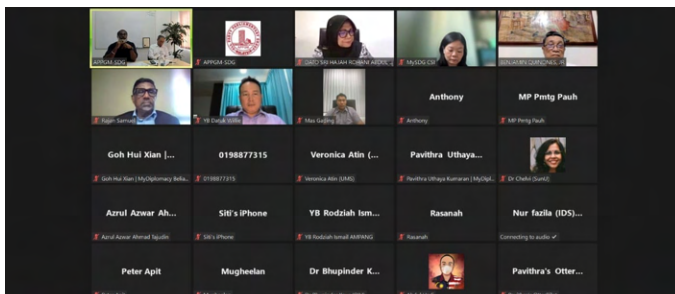 APPGM-SDG
APPGM-SDG
DATO SRI HAJAH ROHANI ABDUL
MySDG-CSI
BENJAMIN QUINONES, JR
Rajan Samuel
YB Datuk Willie
Mas Gading
Anthony
Anthony
MP Pmtg Pauh
MP Pmtg Pauh
Goh Hui Xian |...
Goh Hui Xian | MyDiplomacy Belia...
0198877315
0198877315
Veronica Atin (...
Veronica Atin (UMS)
Pavithra Uthaya...
Pavithra Uthaya Kumaran | MyDipl...
Dr Chelvi (SunU)
Azrul Azwar Ah...
Azrul Azwar Ahmad Tajudin
Siti's iPhone
Siti's iPhone
YB Rodziah Ism...
YB Rodziah Ismail AMPANG
Rasanah
Rasanah
Nur fazila (IDS)...
Connecting to audio
Peter Apit
Mugheelan
Dr Bhupinder K...
Pavithra's Otter...